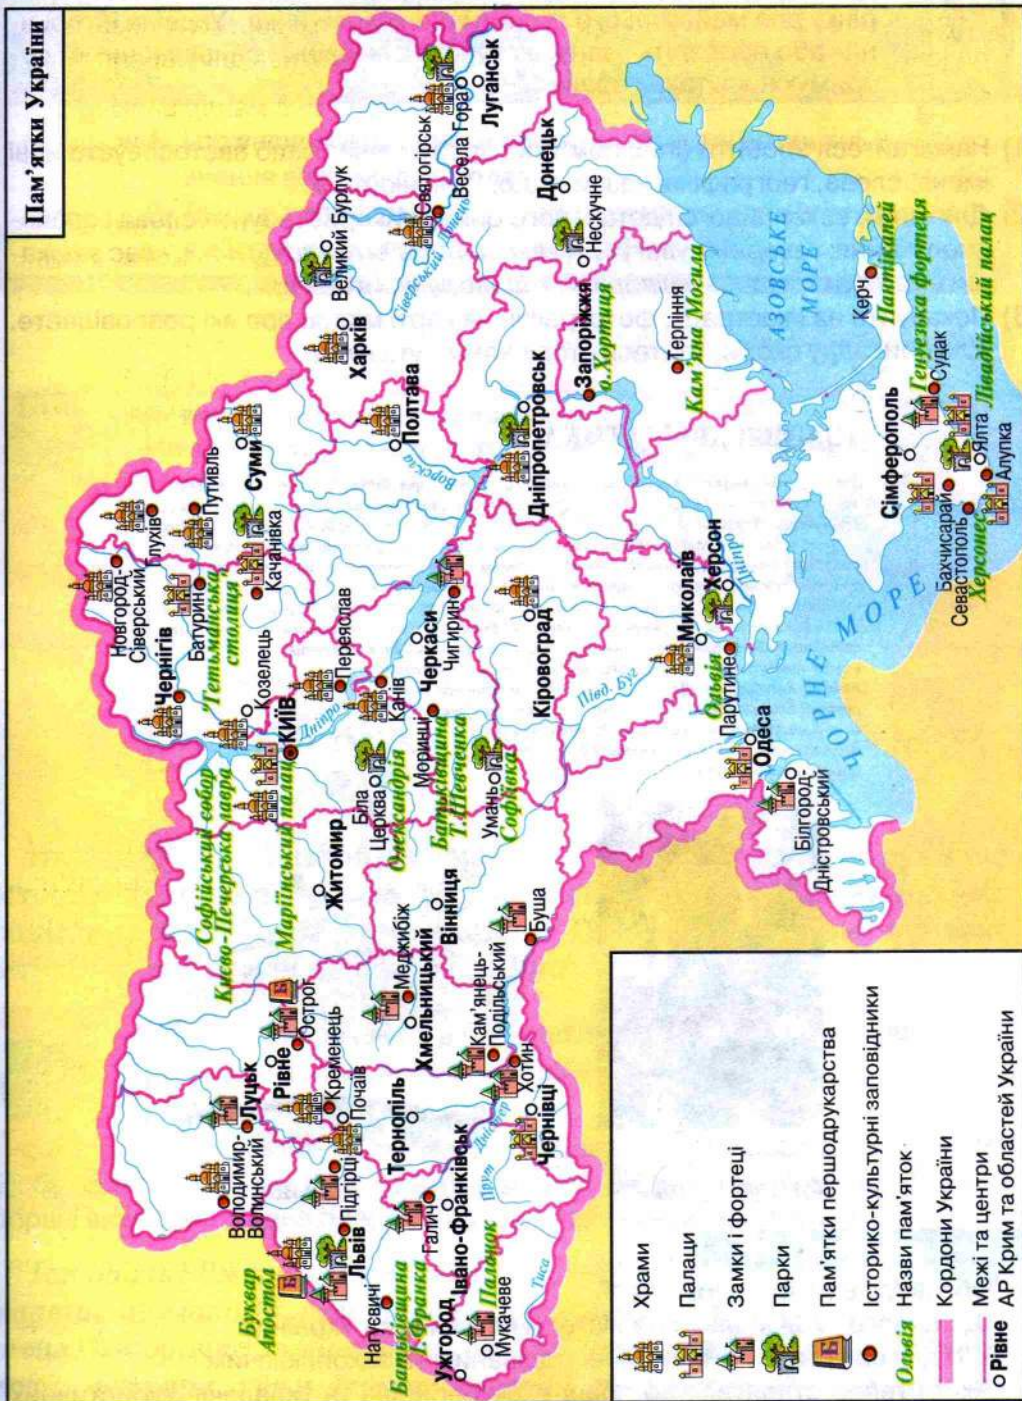 Пам'ятки України
Новгород-
Сіверський
Глухів
Чернігів
Путивль
Батурин
"Гетьманська
столиця"
Суми
Качанівка
Козелець
Софійський собор
Києво-Печерська лавра
Київ
Маріїнський палац
Дніпро
Переяслав
Канів
Біла
Церква
Олександрія
Черкаси
Чигирин
Моринці
Батьківщина
Т.Шевченка
Умань
Софіївка
Житомир
Вінниця
Харків
Великий Бурлук
Сіверський Донець
Святогірськ
Весела Гора
Луганськ
Донецьк
Полтава
Ворскла
Дніпропетровськ
Запоріжжя
о.Хортиця
Нескучне
Терпіння
Кам'яна Могила
Кіровоград
Півд. Буг
Миколаїв
Херсон
Дніпро
Ольвія
Парутине
Одеса
Білгород-
Дністровський
АЗОВСЬКЕ
МОРЕ
ЧОРНЕ МОРЕ
Керч
Пантікапей
Генуезька фортеця
Судак
Лівадійський палац
Сімферополь
Ялта
Алупка
Бахчисарай
Севастополь
Херсонес
Володимир-
Волинський
Луцьк
Рівне
Острог
Кременець
Почаїв
Буквар
Апостол
Львів
Підгірці
Тернопіль
Хмельницький
Меджибіж
Кам'янець-
Подільський
Буша
Хотин
Чернівці
Дністер
Прут
Нагуєвичі
Батьківщина
І.Франка
Галич
Івано-Франківськ
Ужгород
Мукачеве
Паланок
Тиса
Храми
Палаци
Замки і фортеці
Парки
Пам'ятки першодрукарства
Історико-культурні заповідники
Ольвія Назви пам'яток
Кордони України
Межі та центри
Рівне АР Крим та областей України